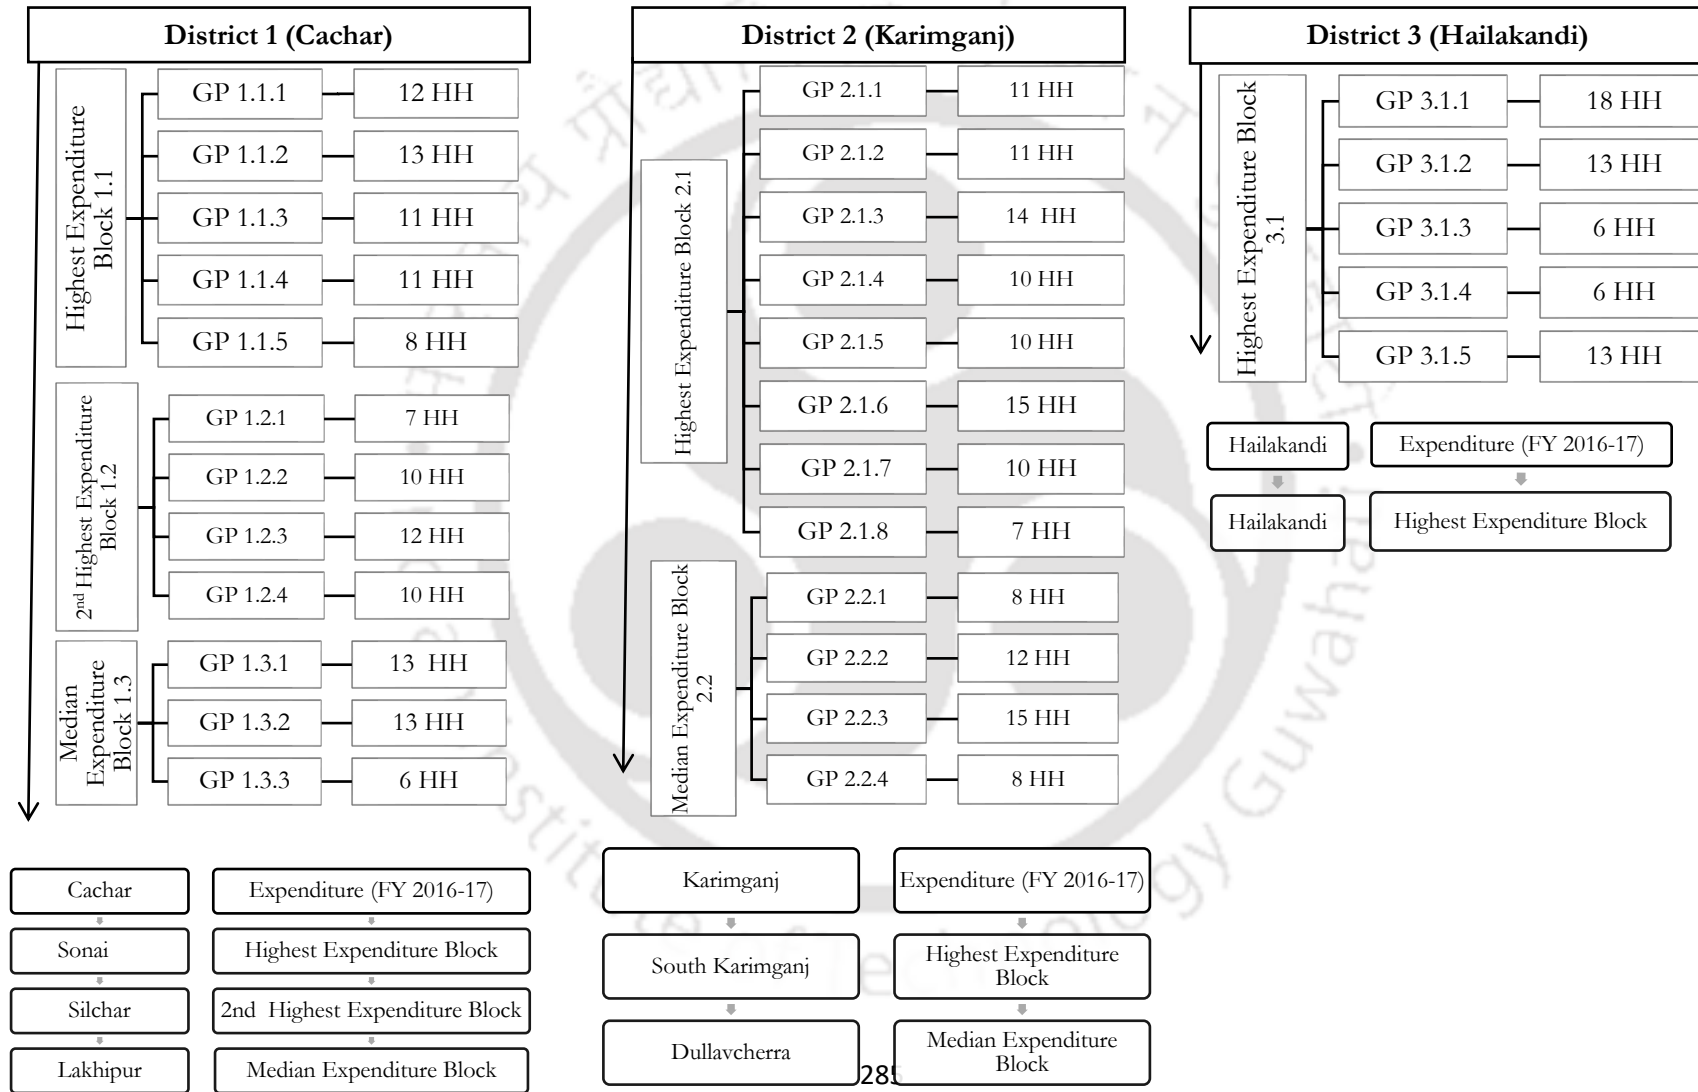 District 1 (Cachar)
Highest Expenditure
Block 1.1
GP 1.1.1
12 HH
GP 1.1.2
13 HH
GP 1.1.3
11 HH
GP 1.1.4
11 HH
GP 1.1.5
8 HH
2nd Highest Expenditure
Block 1.2
GP 1.2.1
7 HH
GP 1.2.2
10 HH
GP 1.2.3
12 HH
GP 1.2.4
10 HH
Median
Expenditure
Block 1.3
GP 1.3.1
13 HH
GP 1.3.2
13 HH
GP 1.3.3
6 HH
Cachar
Expenditure (FY 2016-17)
Sonai
Highest Expenditure Block
Silchar
2nd Highest Expenditure Block
Lakhipur
Median Expenditure Block
District 2 (Karimganj)
Highest Expenditure Block 2.1
GP 2.1.1
11 HH
GP 2.1.2
11 HH
GP 2.1.3
14 HH
GP 2.1.4
10 HH
GP 2.1.5
10 HH
GP 2.1.6
15 HH
GP 2.1.7
10 HH
GP 2.1.8
7 HH
Median Expenditure Block
2.2
GP 2.2.1
8 HH
GP 2.2.2
12 HH
GP 2.2.3
15 HH
GP 2.2.4
8 HH
Karimganj
Expenditure (FY 2016-17)
South Karimganj
Highest Expenditure
Block
Dullavcherra
Median Expenditure
Block
District 3 (Hailakandi)
Highest Expenditure Block
3.1
GP 3.1.1
18 HH
GP 3.1.2
13 HH
GP 3.1.3
6 HH
GP 3.1.4
6 HH
GP 3.1.5
13 HH
Hailakandi
Expenditure (FY 2016-17)
Hailakandi
Highest Expenditure Block
285
Institute of Technology Guwahati